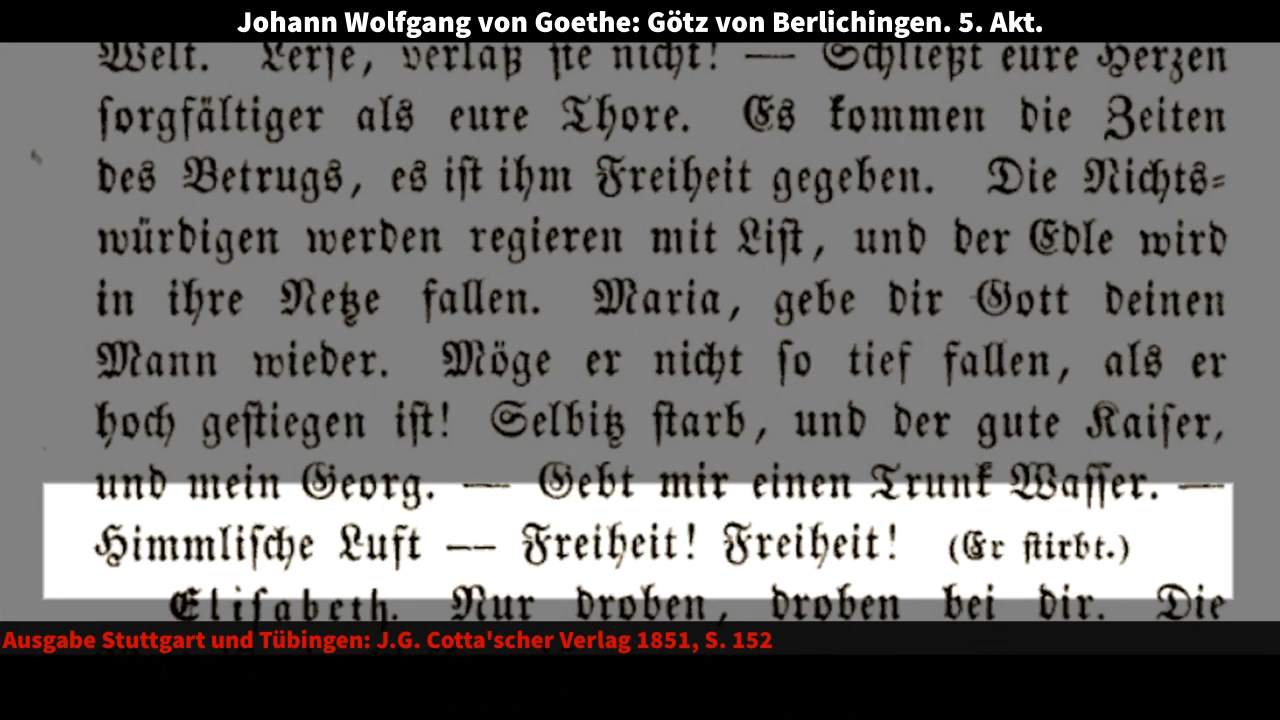 Johann Wolfgang von Goethe: Götz von Berlichingen. 5. Akt.
Welt. Lerſe, verlaß ſie nicht! — Schließt eure Herzen
ſorgfältiger als eure Thore. Es kommen die Zeiten
des Betrugs, es iſt ihm Freiheit gegeben. Die Nichts⸗
würdigen werden regieren mit Liſt, und der Edle wird
in ihre Netze fallen. Maria, gebe dir Gott deinen
Mann wieder. Möge er nicht ſo tief fallen, als er
hoch geſtiegen iſt! Selbitz ſtarb, und der gute Kaiſer,
und mein Georg. — Gebt mir einen Trunk Waſſer. —
Himmliſche Luft — Freiheit! Freiheit! (Er ſtirbt.)
Eliſabeth. Nur droben, droben bei dir. Die
Ausgabe Stuttgart und Tübingen: J.G. Cotta'scher Verlag 1851, S. 152